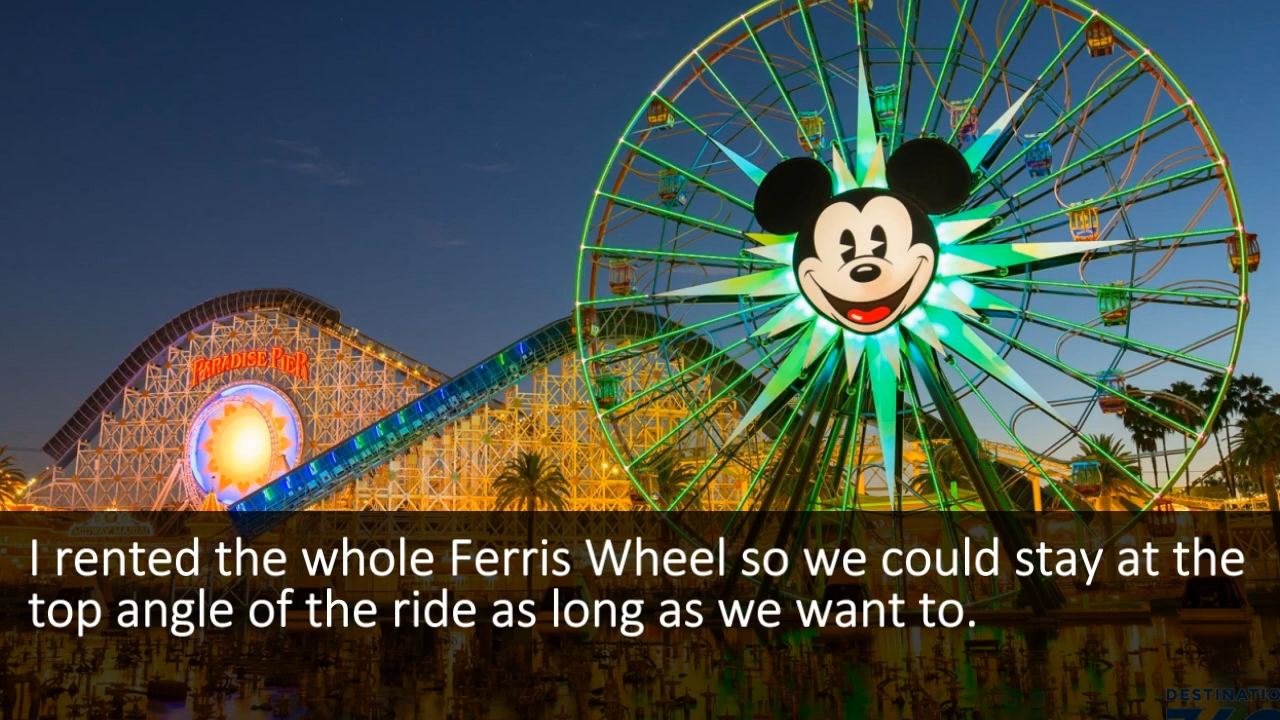 PARADISE PIER
I rented the whole Ferris Wheel so we could stay at the
top angle of the ride as long as we want to.